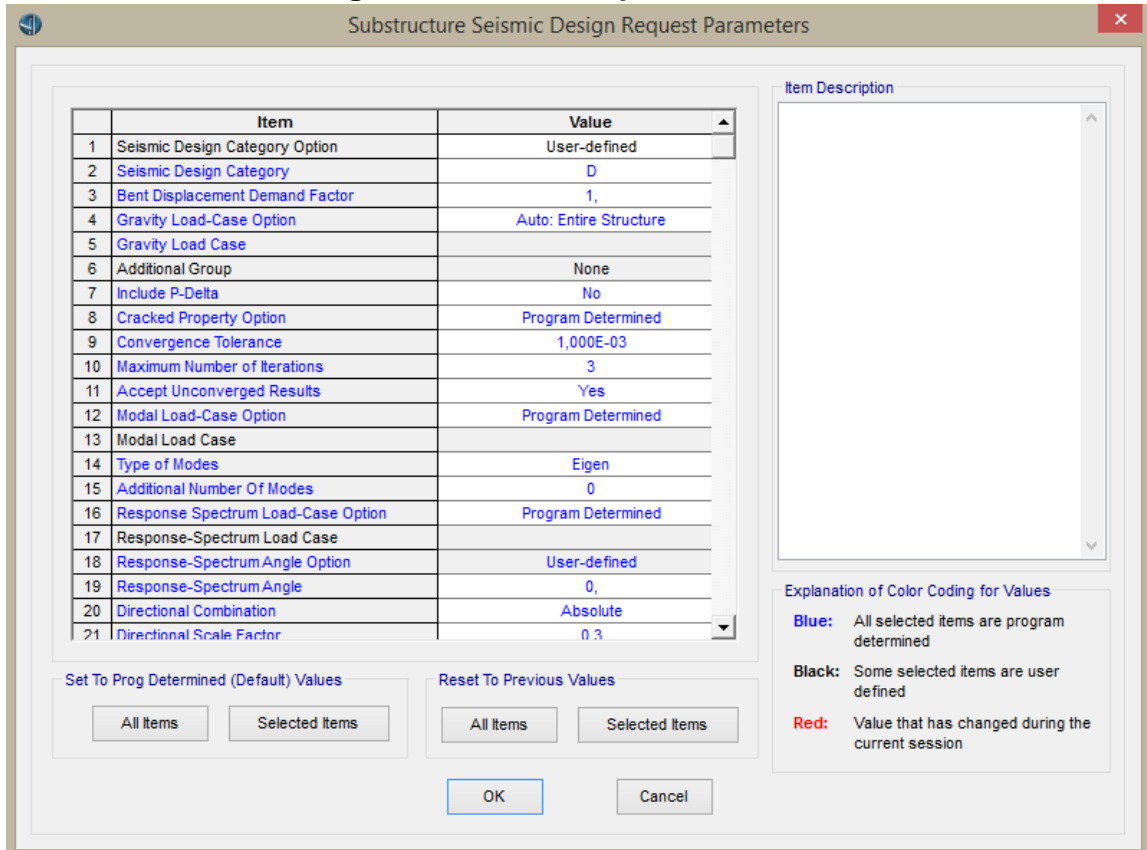 Substructure Seismic Design Request Parameters
Item Value
1 Seismic Design Category Option User-defined
2 Seismic Design Category D
3 Bent Displacement Demand Factor 1,
4 Gravity Load-Case Option Auto: Entire Structure
5 Gravity Load Case
6 Additional Group None
7 Include P-Delta No
8 Cracked Property Option Program Determined
9 Convergence Tolerance 1,000E-03
10 Maximum Number of Iterations 3
11 Accept Unconverged Results Yes
12 Modal Load-Case Option Program Determined
13 Modal Load Case
14 Type of Modes Eigen
15 Additional Number Of Modes 0
16 Response Spectrum Load-Case Option Program Determined
17 Response-Spectrum Load Case
18 Response-Spectrum Angle Option User-defined
19 Response-Spectrum Angle 0,
20 Directional Combination Absolute
21 Directional Scale Factor 0,3
Set To Prog Determined (Default) Values
All Items Selected Items
Reset To Previous Values
All Items Selected Items
Item Description
Explanation of Color Coding for Values
Blue: All selected items are program
determined
Black: Some selected items are user
defined
Red: Value that has changed during the
current session
OK Cancel